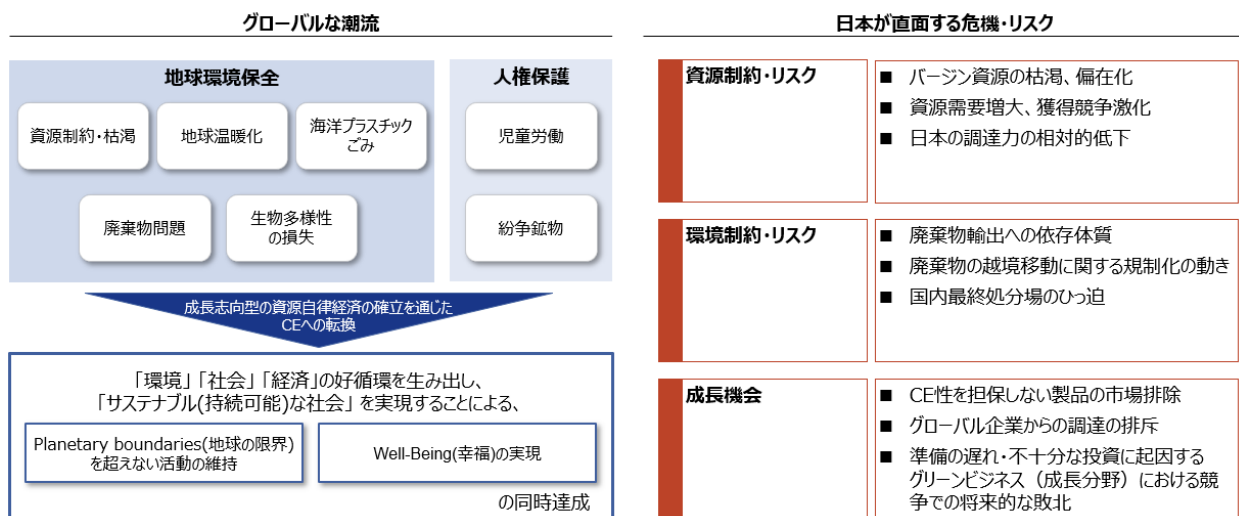 グローバルな潮流
地球環境保全
資源制約・枯渇
地球温暖化
海洋プラスチック
ごみ
廃棄物問題
生物多様性
の損失
人権保護
児童労働
紛争鉱物
成長志向型の資源自律経済の確立を通じた
CEへの転換
「環境」「社会」「経済」の好循環を生み出し、
「サステナブル(持続可能)な社会」を実現することによる、
Planetary boundaries(地球の限界)
を超えない活動の維持
Well-Being(幸福)の実現
の同時達成
日本が直面する危機・リスク
資源制約・リスク
■ バージン資源の枯渇、偏在化
■ 資源需要増大、獲得競争激化
■ 日本の調達力の相対的低下
環境制約・リスク
■ 廃棄物輸出への依存体質
■ 廃棄物の越境移動に関する規制化の動き
■ 国内最終処分場のひっ迫
成長機会
■ CE性を担保しない製品の市場排除
■ グローバル企業からの調達の排斥
■ 準備の遅れ・不十分な投資に起因する
グリーンビジネス（成長分野）における競
争での将来的な敗北